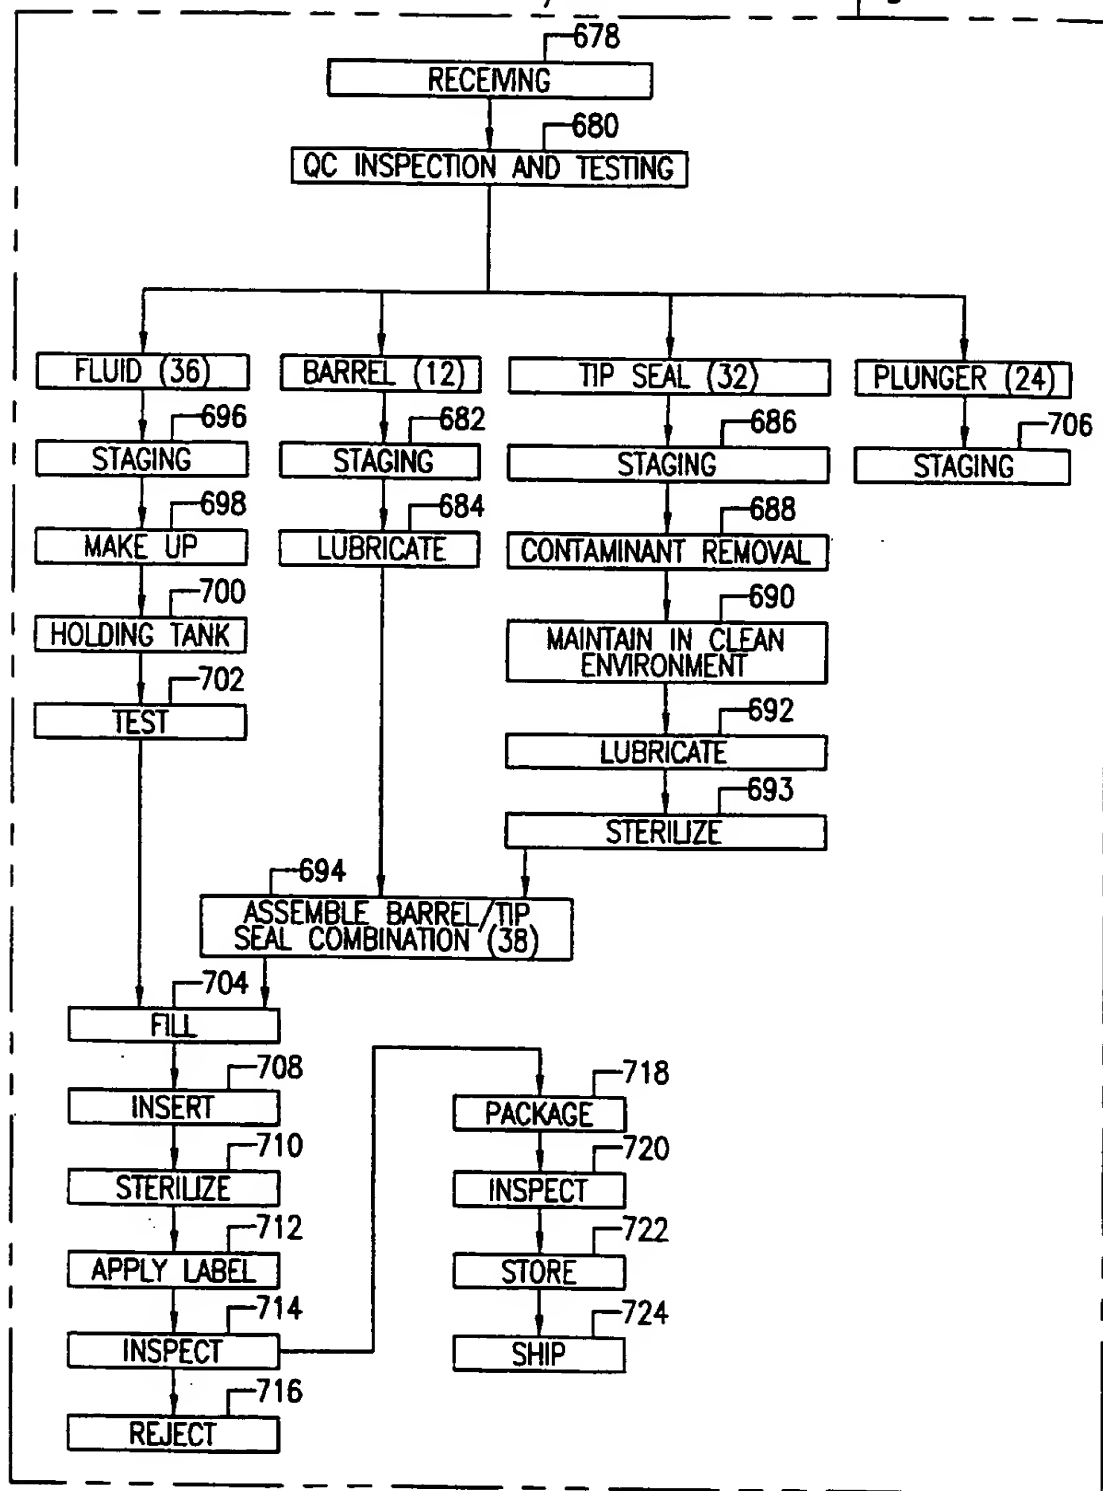 678
RECEIVING
680
QC INSPECTION AND TESTING
FLUID (36)
BARREL (12)
TIP SEAL (32)
PLUNGER (24)
696
682
686
706
STAGING
STAGING
STAGING
STAGING
698
684
688
MAKE UP
LUBRICATE
CONTAMINANT REMOVAL
700
690
HOLDING TANK
MAINTAIN IN CLEAN
ENVIRONMENT
702
TEST
692
LUBRICATE
693
STERILIZE
694
ASSEMBLE BARREL/TIP
SEAL COMBINATION (38)
704
FILL
708
INSERT
710
STERILIZE
712
APPLY LABEL
714
INSPECT
716
REJECT
718
PACKAGE
720
INSPECT
722
STORE
724
SHIP